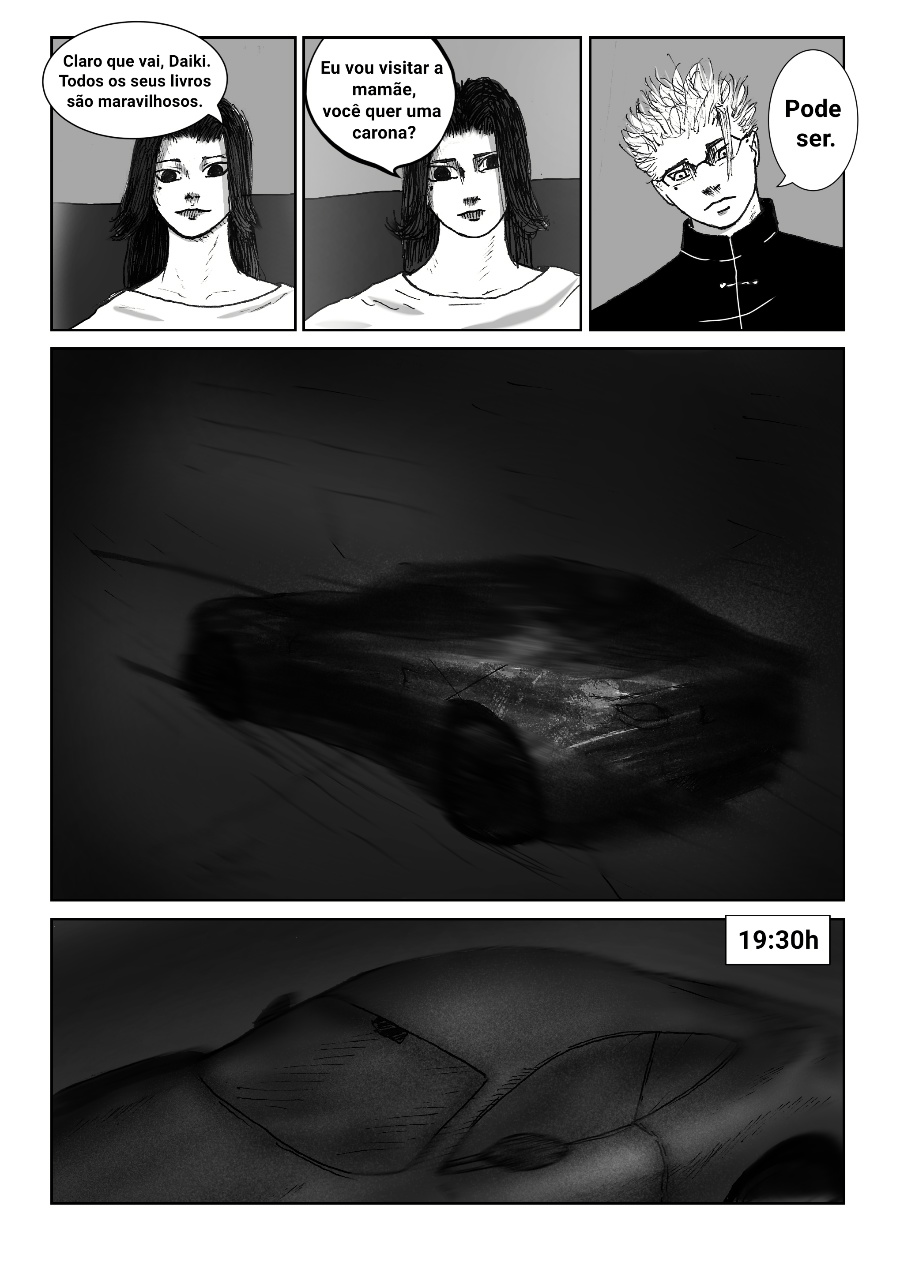 Claro que vai, Daiki.
Todos os seus livros
são maravilhosos.
Eu vou visitar a
mamãe,
você quer uma
carona?
Pode
ser.
19:30h